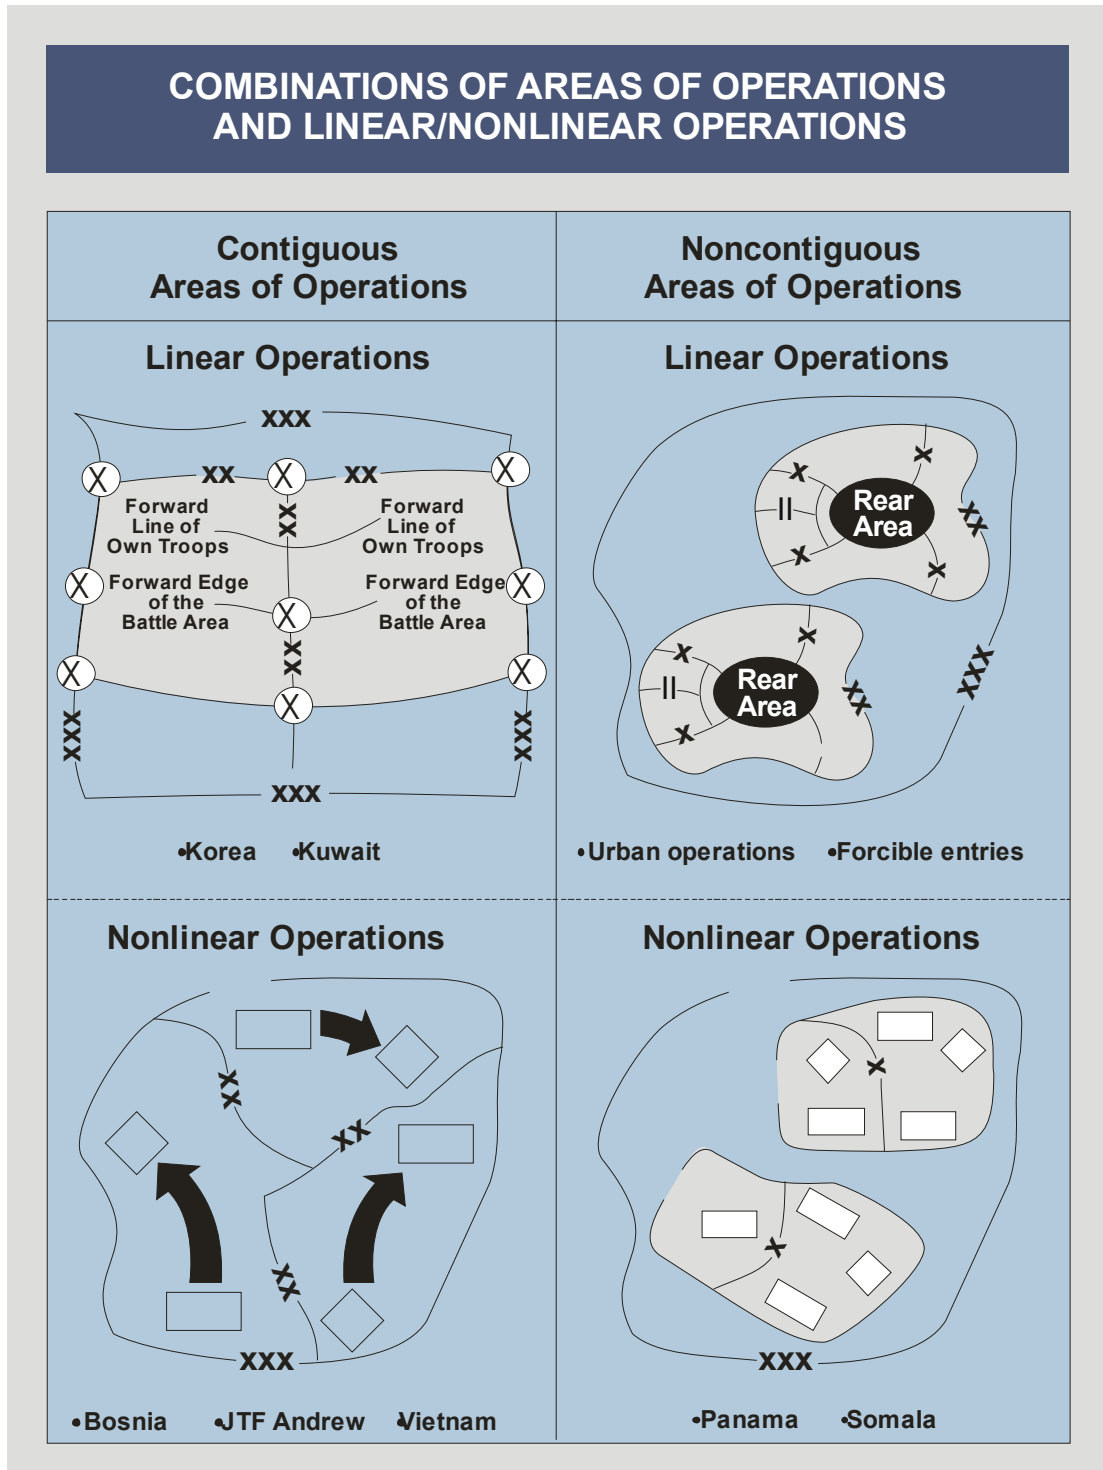 COMBINATIONS OF AREAS OF OPERATIONS
AND LINEAR/NONLINEAR OPERATIONS
Contiguous
Areas of Operations
Noncontiguous
Areas of Operations
Linear Operations
XXX
X
XX
X
XX
X
Forward
Line of
Own Troops
XX
Forward
Line of
Own Troops
X
Forward Edge
of the
Battle Area
X
Forward Edge
of the
Battle Area
X
XX
X
X
X
XXX
XXX
XXX
•Korea •Kuwait
Linear Operations
X
X
II
X
X
Rear
Area
XX
X
X
II
X
Rear
Area
XX
XXX
•Urban operations •Forcible entries
Nonlinear Operations
XX
XX
XX
XXX
•Bosnia •JTF Andrew •Vietnam
Nonlinear Operations
X
X
XXX
•Panama •Somala